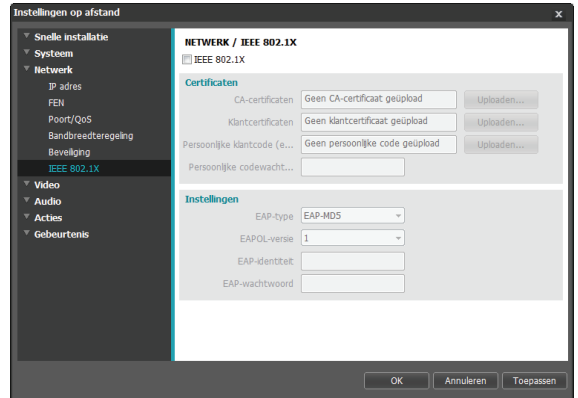 Instellingen op afstand
x
Snelle installatie
Systeem
Netwerk
IP adres
FEN
Poort/QoS
Bandbreedteregeling
Beveiliging
IEEE 802.1X
Video
Audio
Acties
Gebeurtenis
NETWERK / IEEE 802.1X
IEEE 802.1X
Certificaten
CA-certificaten Geen CA-certificaat geüpload Uploaden...
Klantcertificaten Geen klantcertificaat geüpload Uploaden...
Persoonlijke klantcode (e... Geen persoonlijke code geüpload Uploaden...
Persoonlijke codewacht...
Instellingen
EAP-type EAP-MD5
EAPOL-versie 1
EAP-identiteit
EAP-wachtwoord
OK Annuleren Toepassen